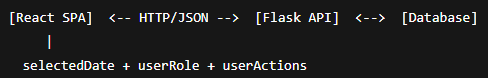 [React SPA]  <-- HTTP/JSON -->  [Flask API]  <-->  [Database]
|
selectedDate + userRole + userActions